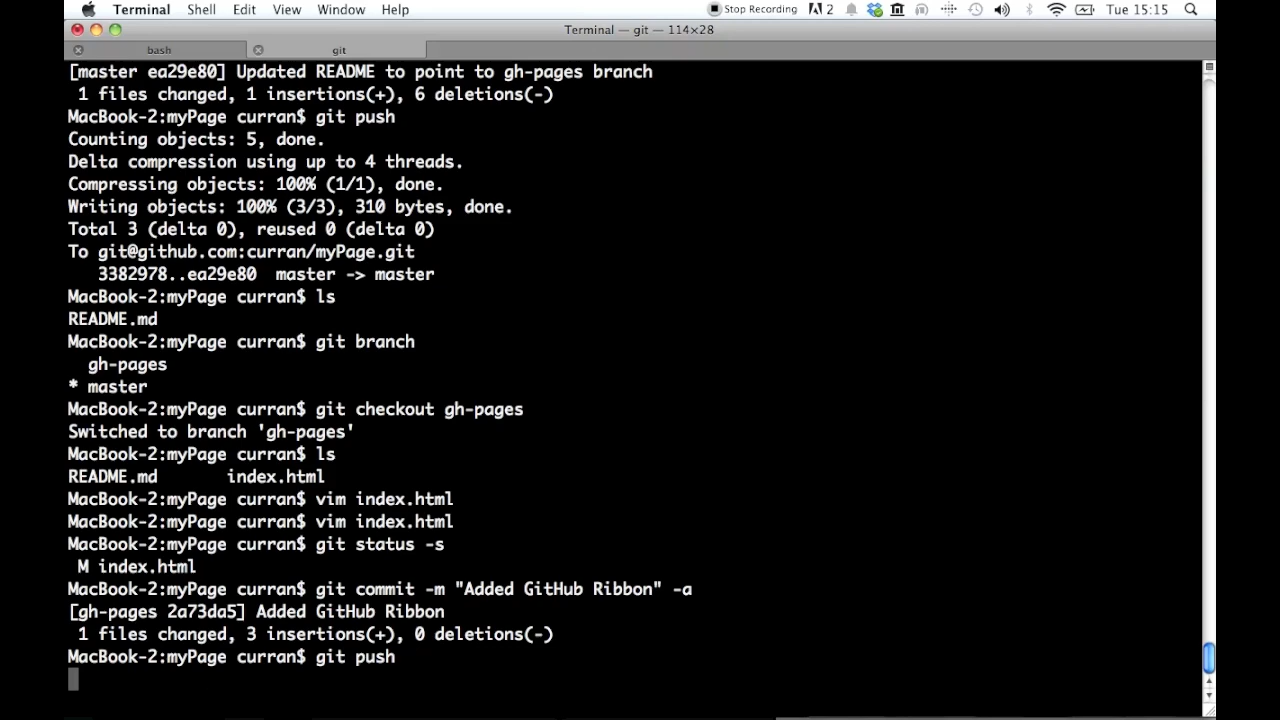 Terminal Shell Edit View Window Help Stop Recording 2 Tue 15:15
Terminal — git — 114×28
bash git
[master ea29e80] Updated README to point to gh-pages branch
 1 files changed, 1 insertions(+), 6 deletions(-)
MacBook-2:myPage curran$ git push
Counting objects: 5, done.
Delta compression using up to 4 threads.
Compressing objects: 100% (1/1), done.
Writing objects: 100% (3/3), 310 bytes, done.
Total 3 (delta 0), reused 0 (delta 0)
To git@github.com:curran/myPage.git
   3382978..ea29e80  master -> master
MacBook-2:myPage curran$ ls
README.md
MacBook-2:myPage curran$ git branch
  gh-pages
* master
MacBook-2:myPage curran$ git checkout gh-pages
Switched to branch 'gh-pages'
MacBook-2:myPage curran$ ls
README.md       index.html
MacBook-2:myPage curran$ vim index.html
MacBook-2:myPage curran$ vim index.html
MacBook-2:myPage curran$ git status -s
 M index.html
MacBook-2:myPage curran$ git commit -m "Added GitHub Ribbon" -a
[gh-pages 2a73da5] Added GitHub Ribbon
 1 files changed, 3 insertions(+), 0 deletions(-)
MacBook-2:myPage curran$ git push